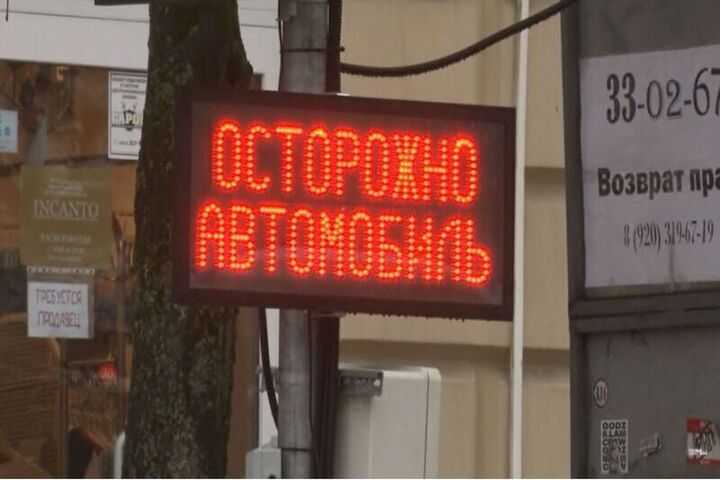 ОСТОРОЖНО
АВТОМОБИЛЬ
33-02-67
Возврат пра
8 (920) 319-67-19
INCANTO
ТРЕБУЕТСЯ
ПРОДАВЕЦ